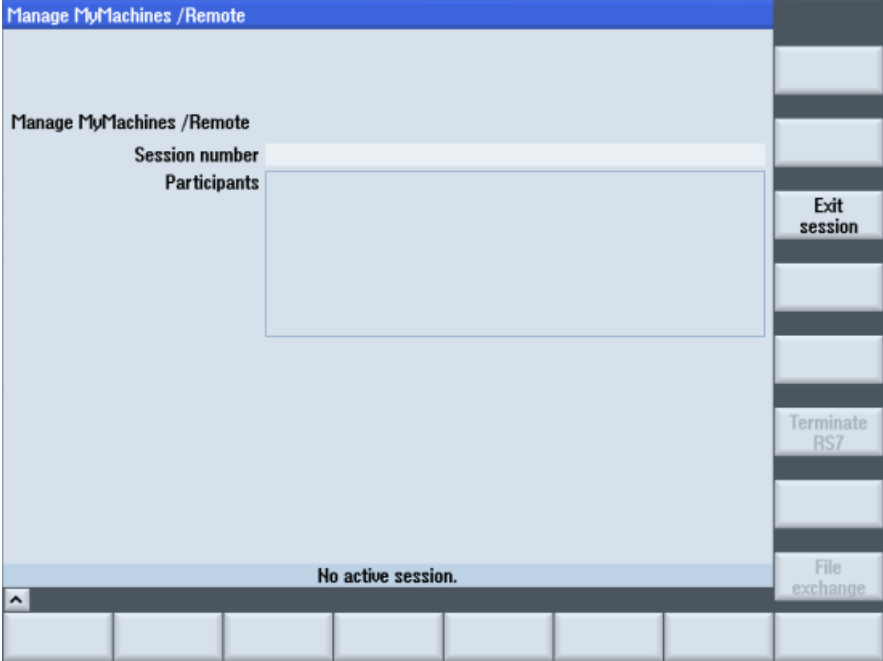 Manage MyMachines /Remote
Manage MyMachines /Remote
Session number
Participants
Exit
session
Terminate
RS7
File
exchange
No active session.